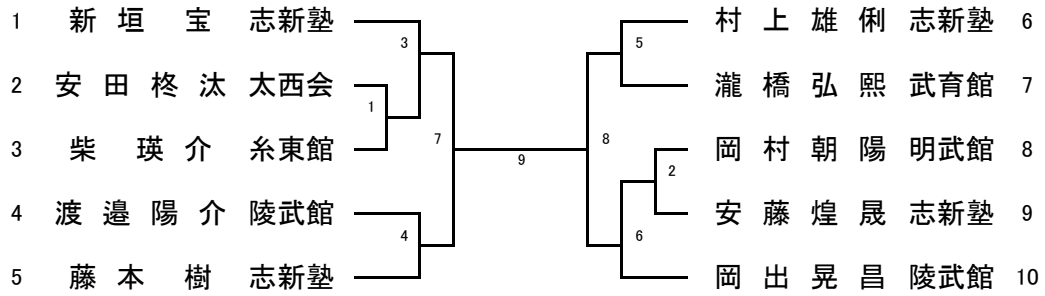 1 新垣 宝 志新塾
2 安田柊汰 太西会
3 柴 瑛介 糸東館
4 渡邉陽介 陵武館
5 藤本 樹 志新塾
3
1
7
4
9
村上雄俐 志新塾 6
瀧橋弘熙 武育館 7
岡村朝陽 明武館 8
安藤煌晟 志新塾 9
岡出晃昌 陵武館 10
5
8
2
6